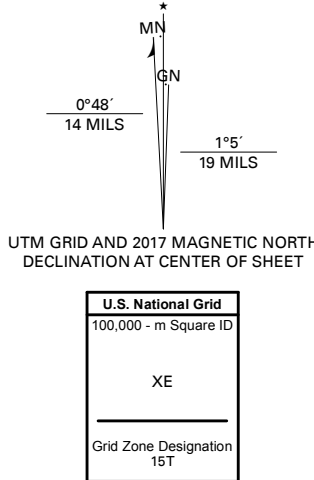 MN
GN
0°48´
14 MILS
1°5´
19 MILS
UTM GRID AND 2017 MAGNETIC NORTH
DECLINATION AT CENTER OF SHEET
U.S. National Grid
100,000 - m Square ID
XE
Grid Zone Designation
15T